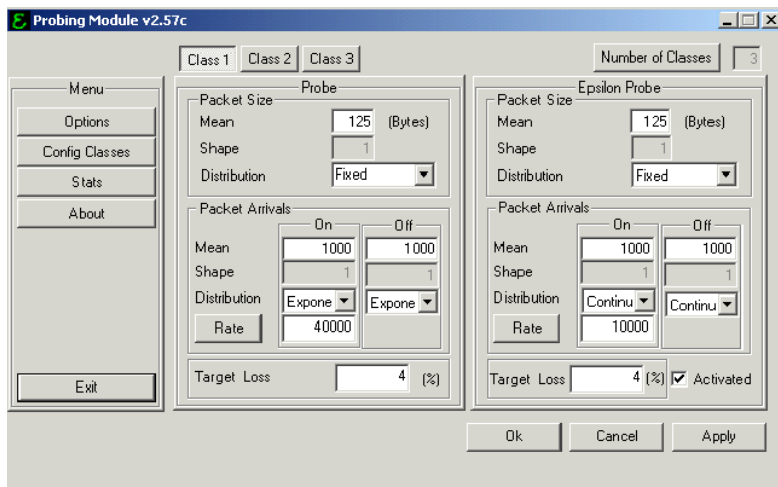 Probing Module v2.57c
Class 1 Class 2 Class 3 Number of Classes 3
Menu
Options
Config Classes
Stats
About
Exit
Probe
Packet Size
Mean 125 (Bytes)
Shape 1
Distribution Fixed
Packet Arrivals
On Off
Mean 1000 1000
Shape 1 1
Distribution Expone Expone
Rate 40000
Target Loss 4 (%)
Epsilon Probe
Packet Size
Mean 125 (Bytes)
Shape 1
Distribution Fixed
Packet Arrivals
On Off
Mean 1000 1000
Shape 1 1
Distribution Continu Continu
Rate 10000
Target Loss 4 (%) Activated
Ok Cancel Apply